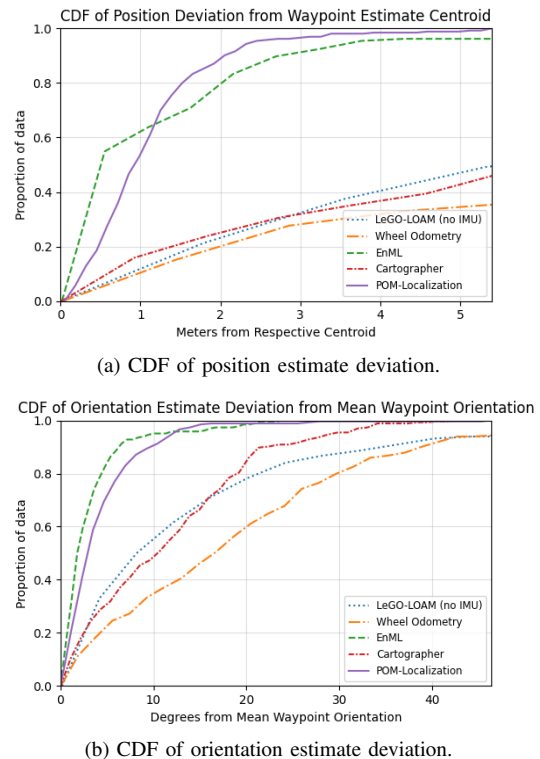 CDF of Position Deviation from Waypoint Estimate Centroid
1.0
0.8
0.6
0.4
0.2
0.0
Proportion of data
LeGO-LOAM (no IMU)
Wheel Odometry
EnML
Cartographer
POM-Localization
0 1 2 3 4 5
Meters from Respective Centroid
(a) CDF of position estimate deviation.
CDF of Orientation Estimate Deviation from Mean Waypoint Orientation
1.0
0.8
0.6
0.4
0.2
0.0
Proportion of data
LeGO-LOAM (no IMU)
Wheel Odometry
EnML
Cartographer
POM-Localization
0 10 20 30 40
Degrees from Mean Waypoint Orientation
(b) CDF of orientation estimate deviation.